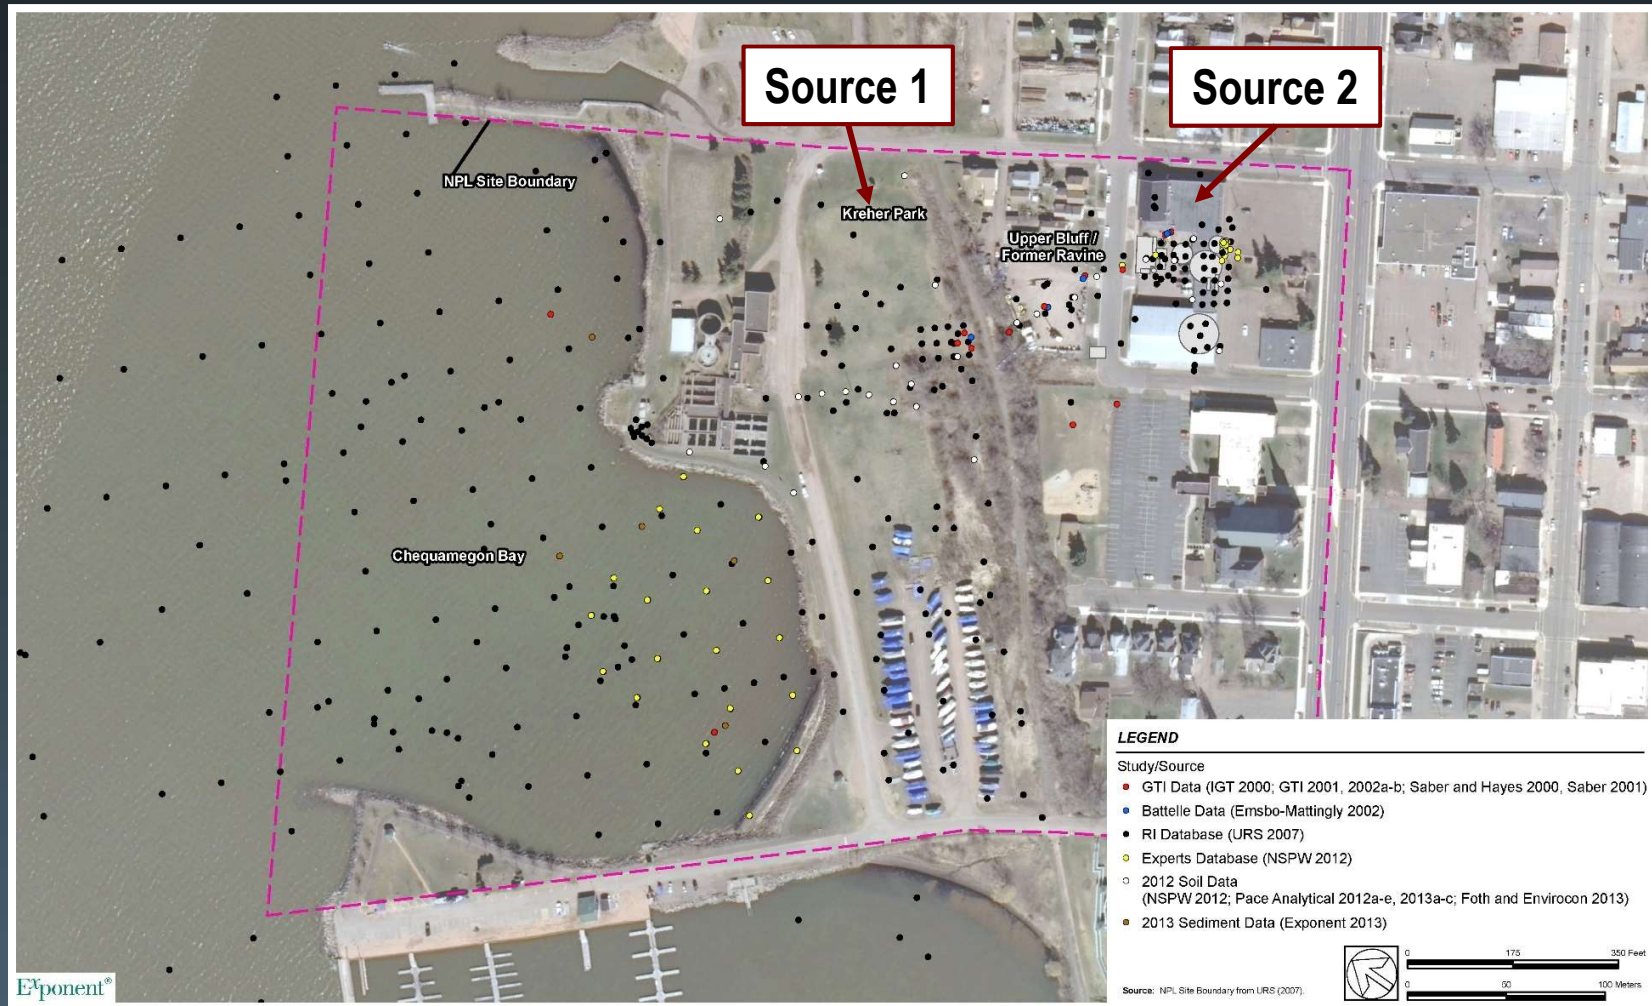 Source 1
Source 2
NPL Site Boundary
Kreher Park
Upper Bluff /
Former Ravine
Chequamegon Bay
LEGEND
Study/Source
GTI Data (IGT 2000; GTI 2001, 2002a-b; Saber and Hayes 2000, Saber 2001)
Battelle Data (Emsbo-Mattingly 2002)
RI Database (URS 2007)
Experts Database (NSPW 2012)
2012 Soil Data
(NSPW 2012; Pace Analytical 2012a-e, 2013a-c; Foth and Envirocon 2013)
2013 Sediment Data (Exponent 2013)
0 175 350 Feet
0 50 100 Meters
Source: NPL Site Boundary from URS (2007).
Exponent®